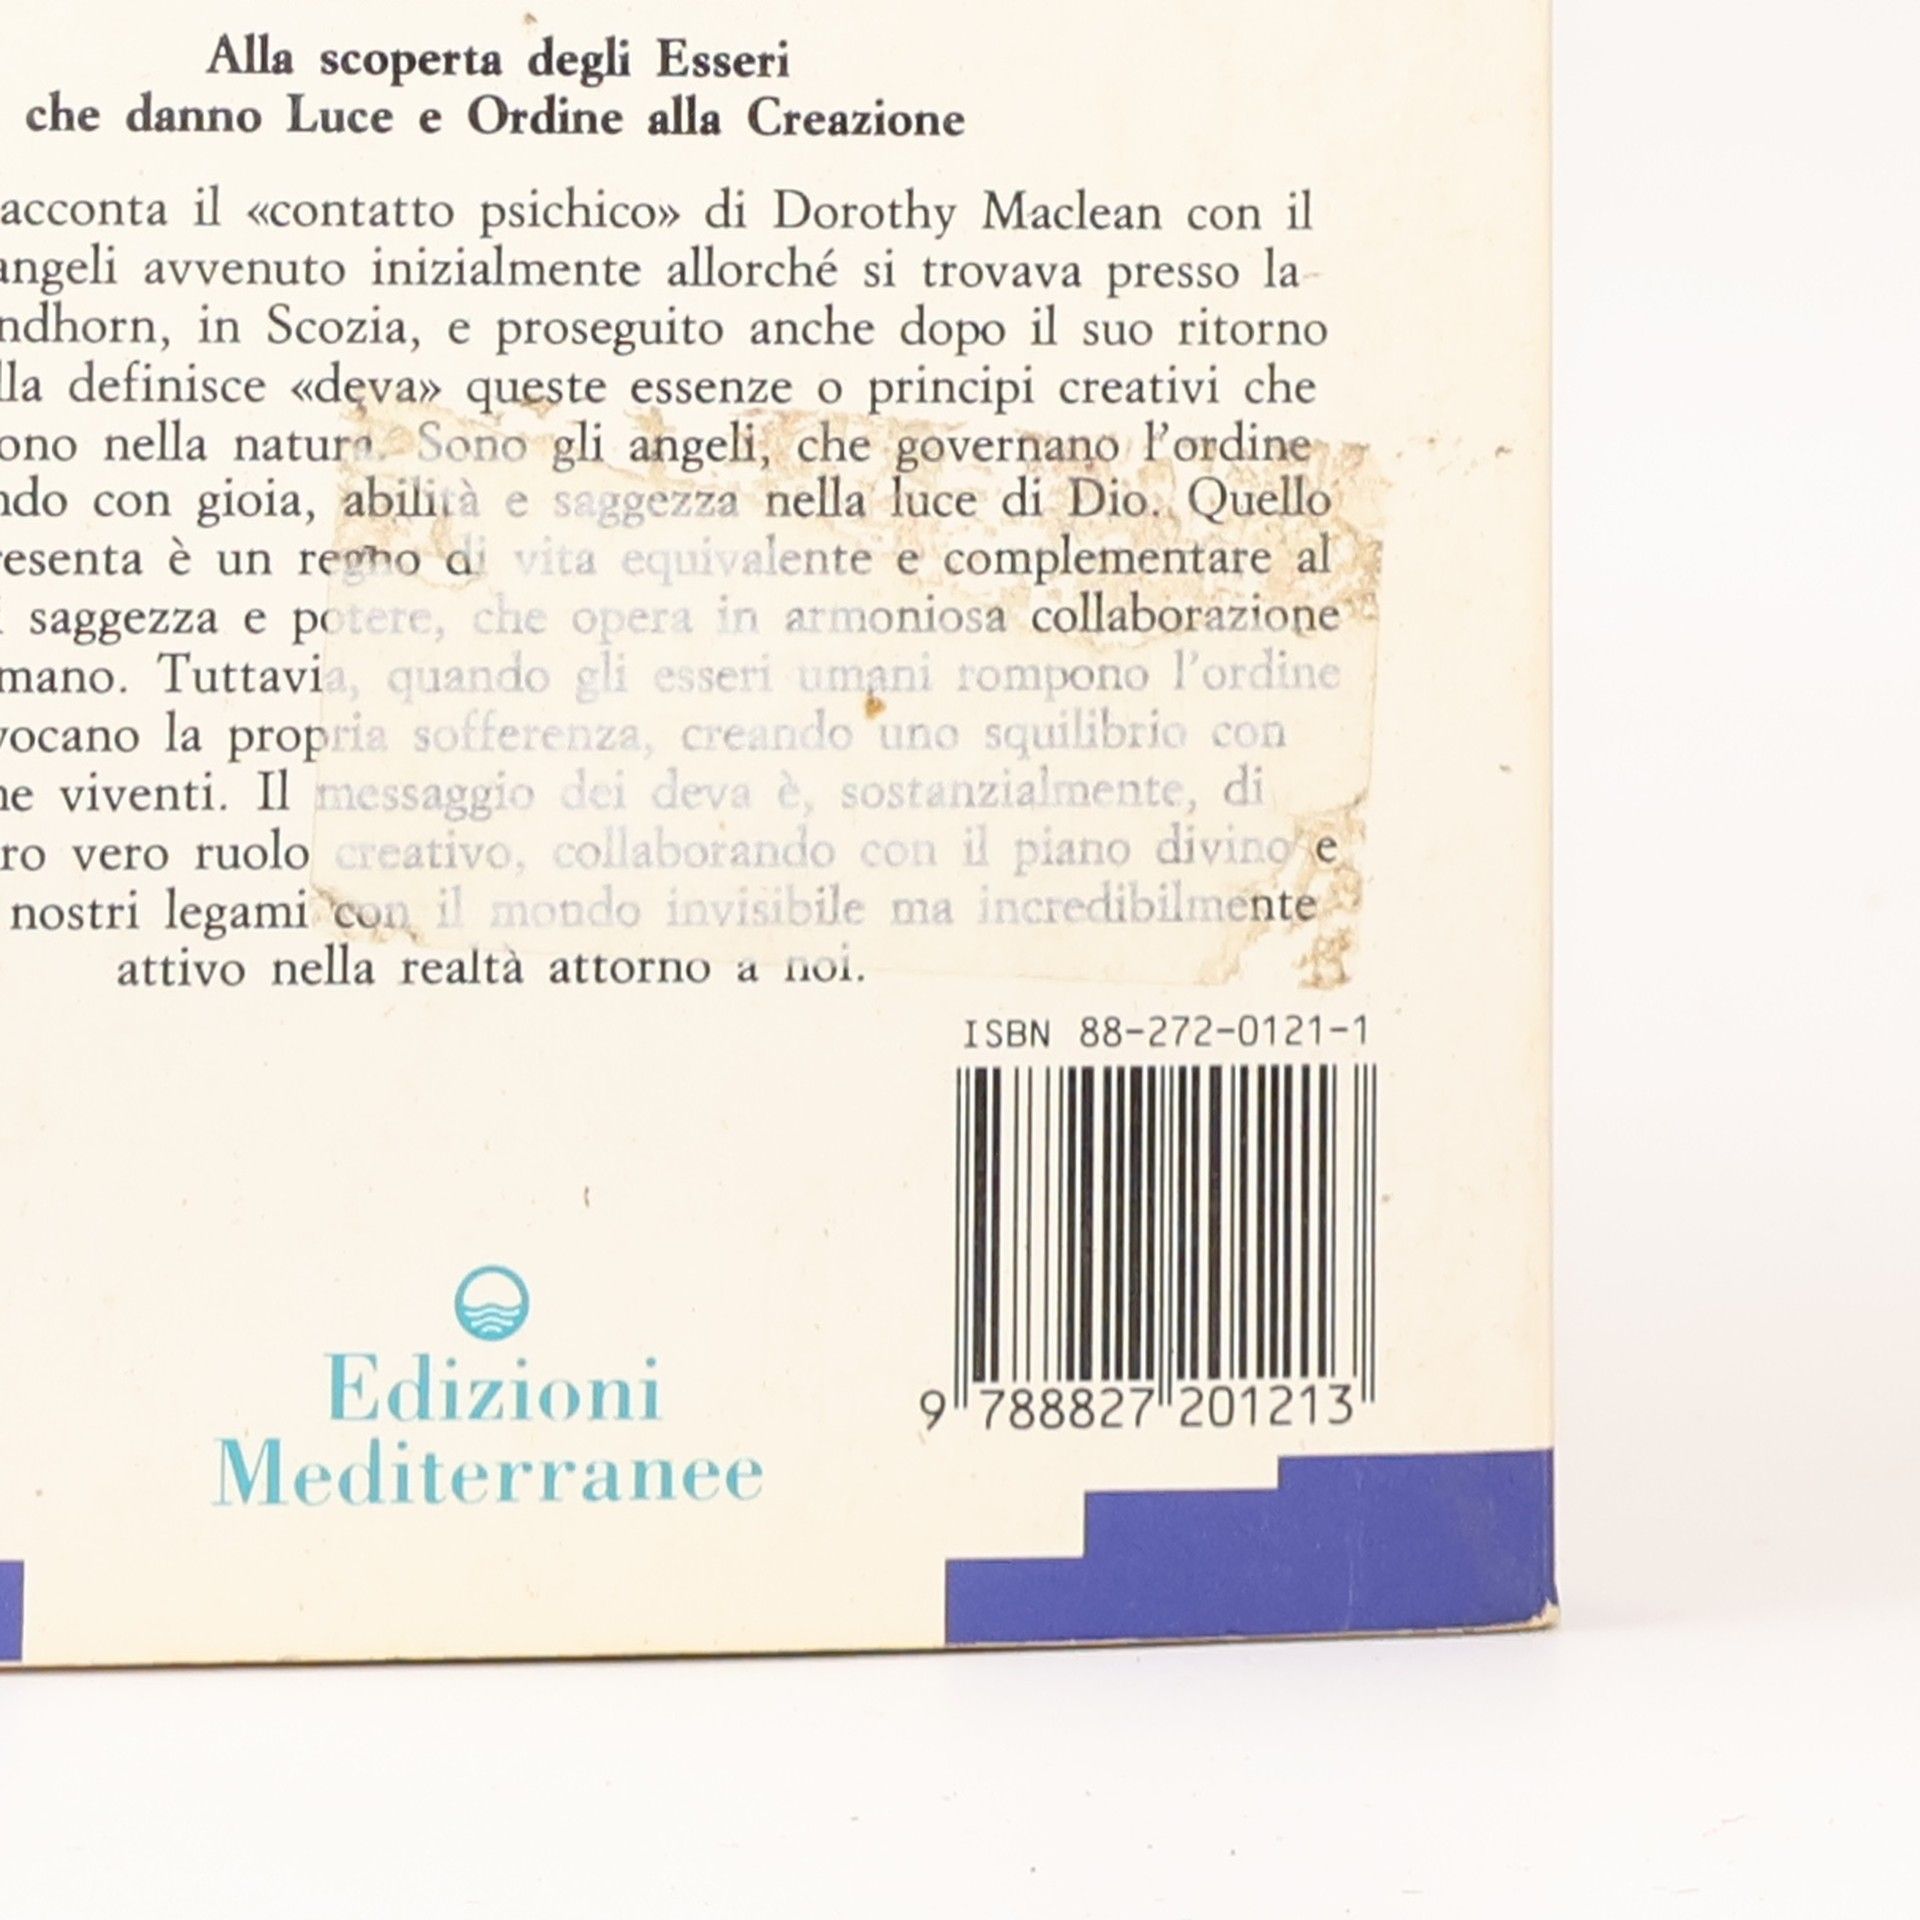 Alla scoperta degli Esseri
che danno Luce e Ordine alla Creazione
acconta il «contatto psichico» di Dorothy Maclean con il
angeli avvenuto inizialmente allorché si trovava presso la
ndhorn, in Scozia, e proseguito anche dopo il suo ritorno
lla definisce «deva» queste essenze o principi creativi che
ono nella natura. Sono gli angeli, che governano l'ordine
ndo con gioia, abilità e saggezza nella luce di Dio. Quello
resenta è un regno di vita equivalente e complementare al
saggezza e potere, che opera in armoniosa collaborazione
mano. Tuttavia, quando gli esseri umani rompono l'ordine
vocano la propria sofferenza, creando uno squilibrio con
ne viventi. Il messaggio dei deva è, sostanzialmente, di
ro vero ruolo creativo, collaborando con il piano divino e
nostri legami con il mondo invisibile ma incredibilmente
attivo nella realtà attorno a noi.
ISBN 88-272-0121-1
9 788827 201213
Edizioni
Mediterranee